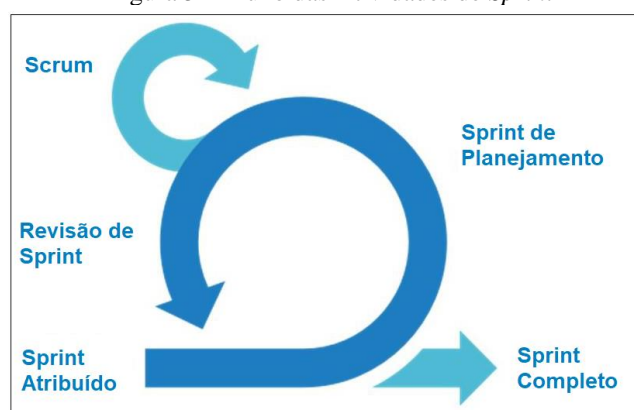 Scrum
Sprint de
Planejamento
Revisão de
Sprint
Sprint
Atribuído
Sprint
Completo